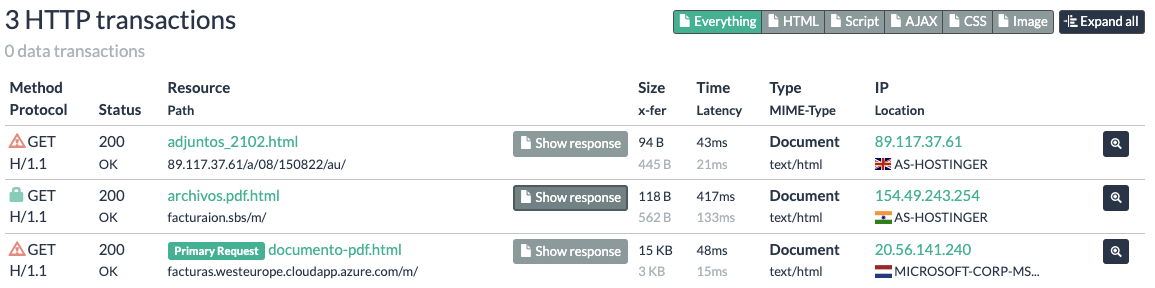 3 HTTP transactions
Everything HTML Script AJAX CSS Image Expand all
0 data transactions
Method Resource Size Time Type IP
Protocol Status Path x-fer Latency MIME-Type Location
GET 200 adjuntos_2102.html Show response 94 B 43ms Document 89.117.37.61
H/1.1 OK 89.117.37.61/a/08/150822/au/ 445 B 21ms text/html AS-HOSTINGER
GET 200 archivos.pdf.html Show response 118 B 417ms Document 154.49.243.254
H/1.1 OK facturaion.sbs/m/ 562 B 133ms text/html AS-HOSTINGER
GET 200 Primary Request documento-pdf.html Show response 15 KB 48ms Document 20.56.141.240
H/1.1 OK facturas.westeurope.cloudapp.azure.com/m/ 3 KB 15ms text/html MICROSOFT-CORP-MS...